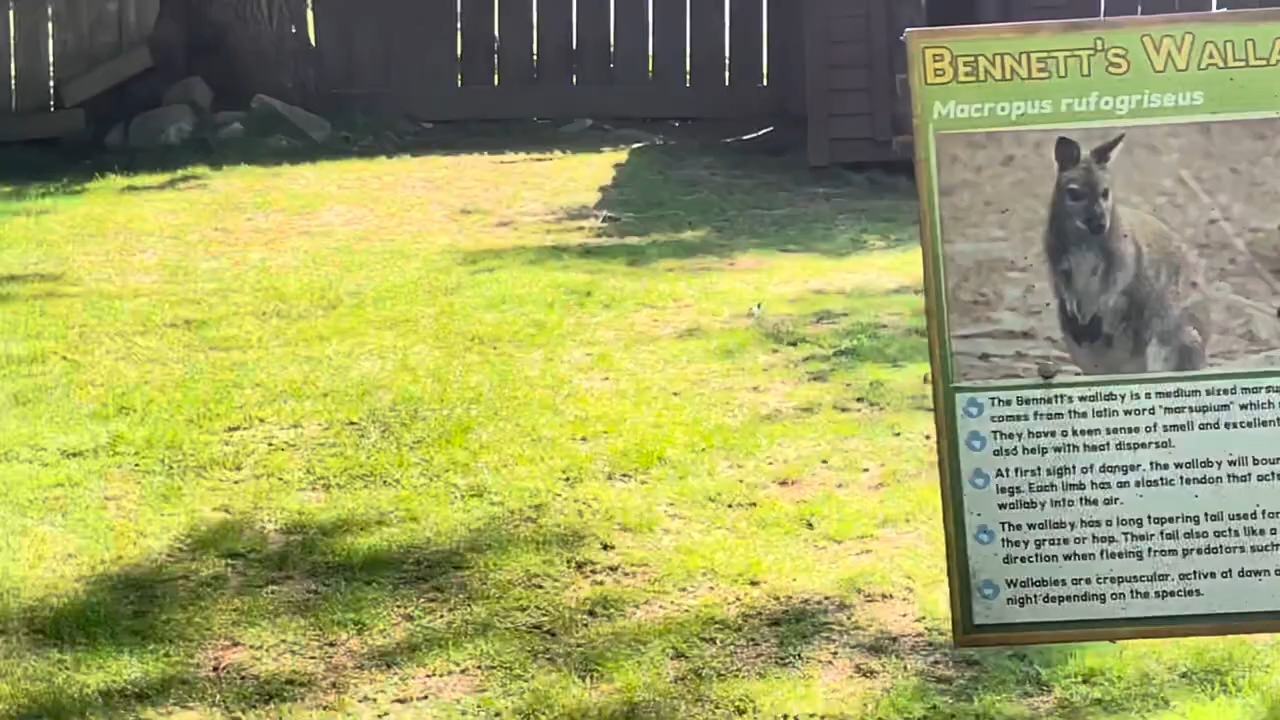 BENNETT'S WALLA
Macropus rufogriseus
The Bennett's wallaby is a medium sized marsu
comes from the latin word "marsupium" which
They have a keen sense of smell and excellent
also help with heat dispersal.
At first sight of danger, the wallaby will boun
legs. Each limb has an elastic tendon that act
wallaby into the air.
The wallaby has a long tapering tail used for
they graze or hop. Their tail also acts like a
direction when fleeing from predators such
Wallabies are crepuscular, active at dawn
night depending on the species.